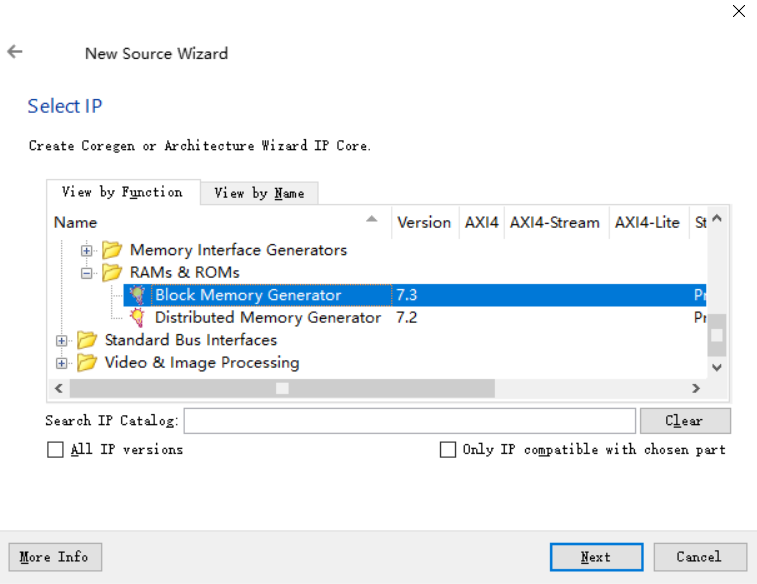 New Source Wizard
Select IP
Create Coregen or Architecture Wizard IP Core.
View by Function View by Name
Name Version AXI4 AXI4-Stream AXI4-Lite St
Memory Interface Generators
RAMs & ROMs
Block Memory Generator 7.3 Pr
Distributed Memory Generator 7.2 Pr
Standard Bus Interfaces
Video & Image Processing
Search IP Catalog: Clear
All IP versions Only IP compatible with chosen part
More Info Next Cancel